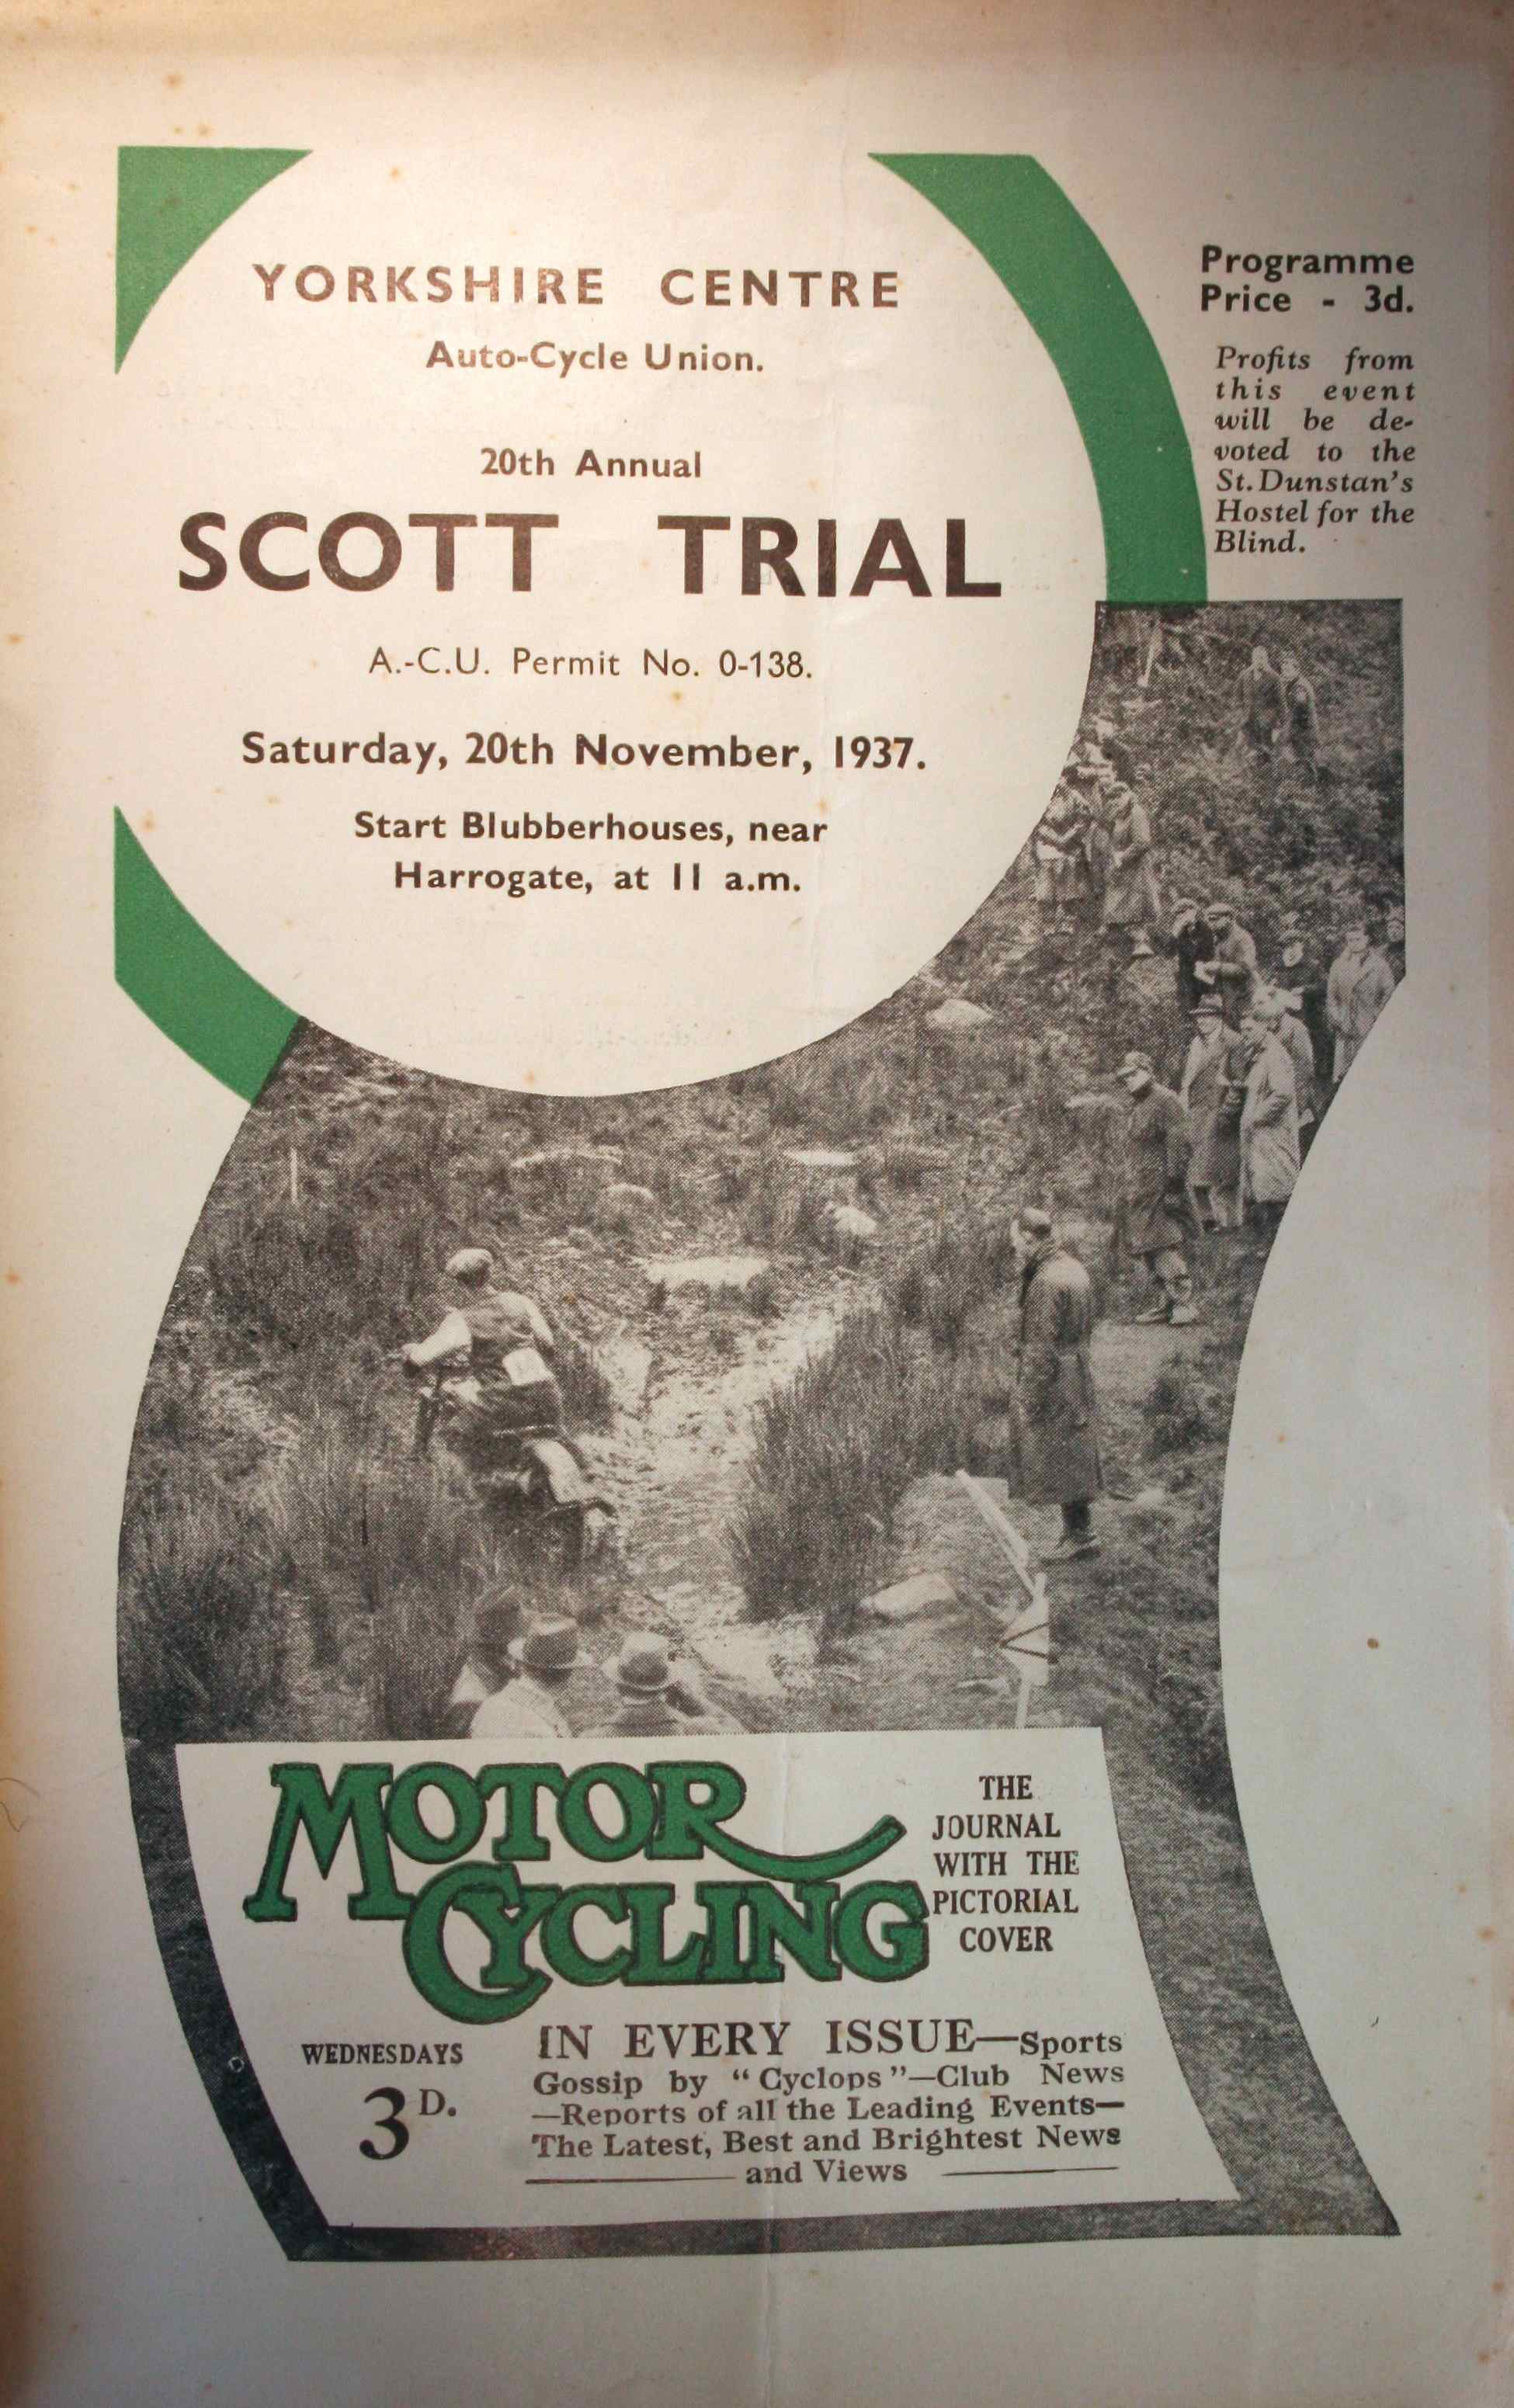 YORKSHIRE CENTRE
Auto-Cycle Union.
20th Annual
SCOTT TRIAL
A.-C.U. Permit No. 0-138.
Saturday, 20th November, 1937.
Start Blubberhouses, near
Harrogate, at 11 a.m.
Programme
Price - 3d.
Profits from
this event
will be de-
voted to the
St. Dunstan's
Hostel for the
Blind.
MOTOR
CYCLING
THE
JOURNAL
WITH THE
PICTORIAL
COVER
WEDNESDAYS
3D.
IN EVERY ISSUE—Sports
Gossip by "Cyclops"—Club News
—Reports of all the Leading Events—
The Latest, Best and Brightest News
and Views